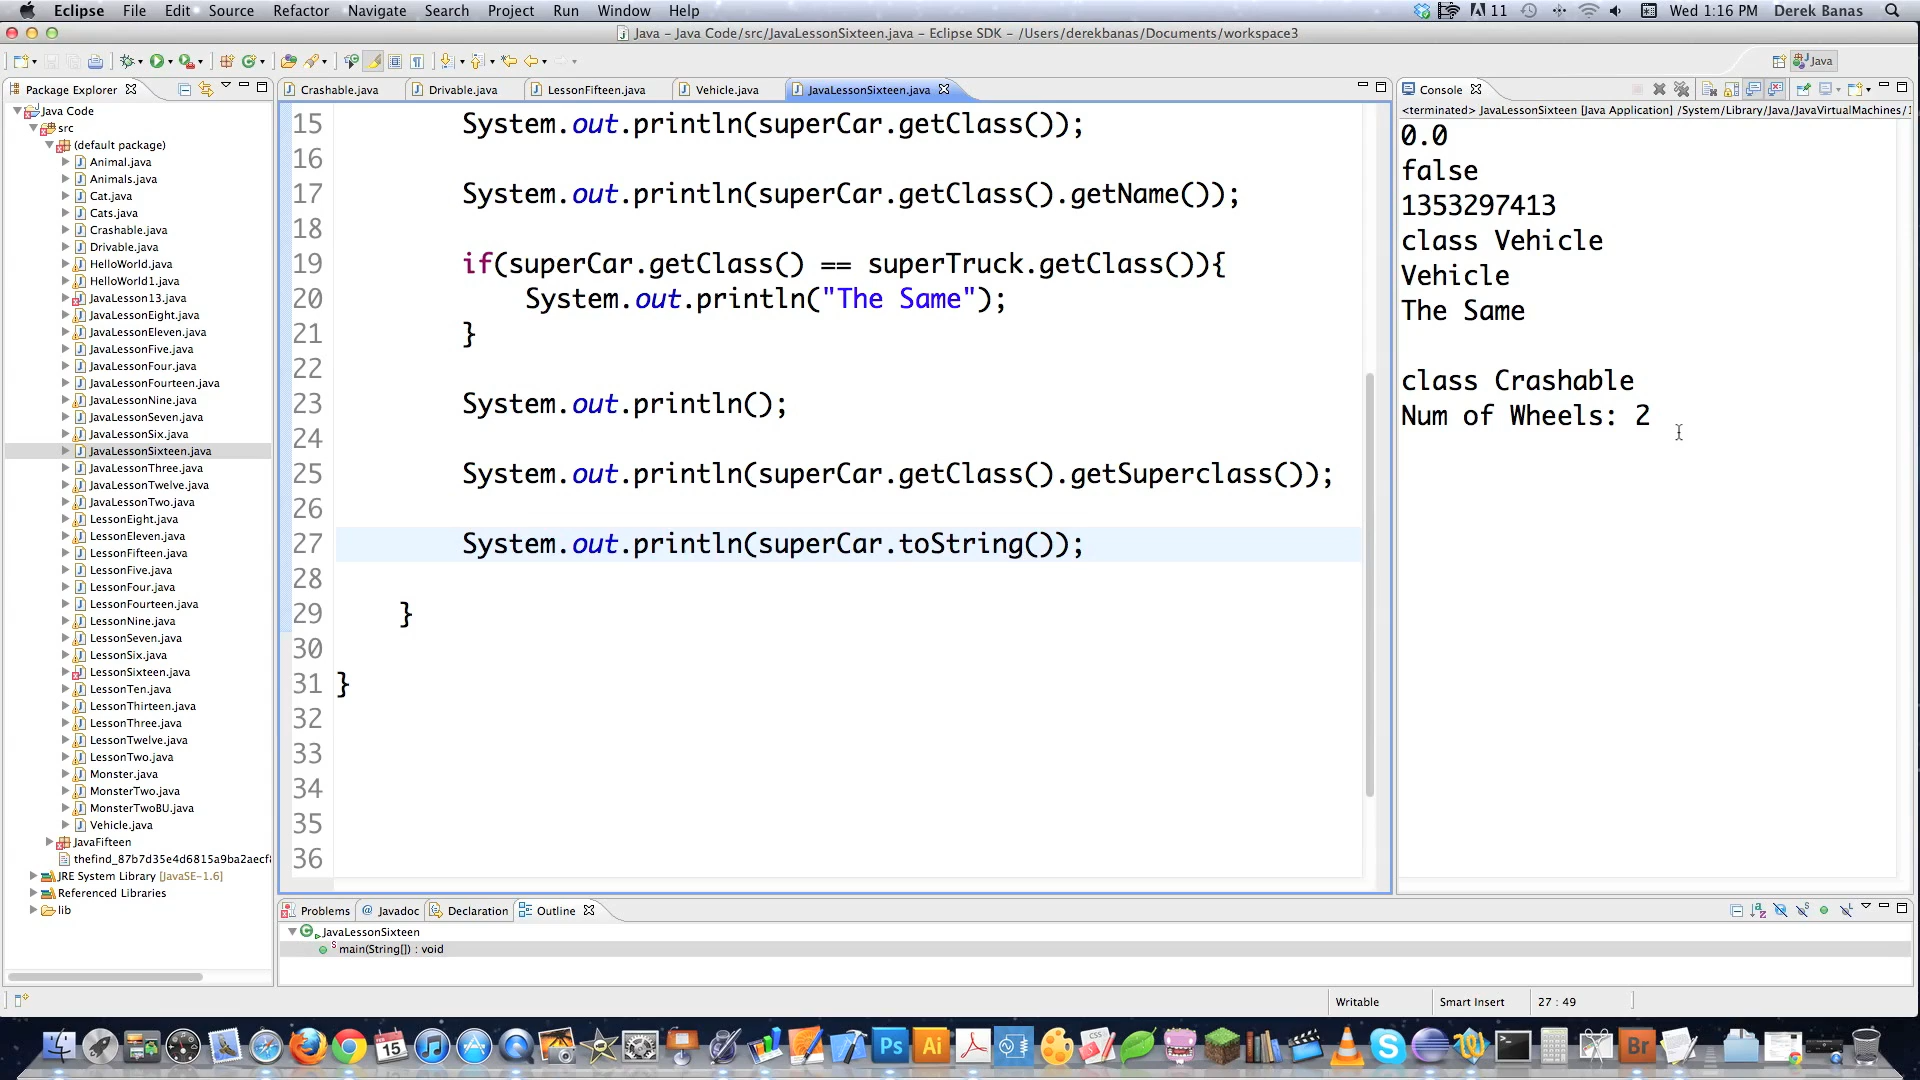 Eclipse File Edit Source Refactor Navigate Search Project Run Window Help 11 Wed 1:16 PM Derek Banas
Java – Java Code/src/JavaLessonSixteen.java – Eclipse SDK – /Users/derekbanas/Documents/workspace3
Java
Package Explorer
Java Code
src
(default package)
Animal.java
Animals.java
Cat.java
Cats.java
Crashable.java
Drivable.java
HelloWorld.java
HelloWorld1.java
JavaLesson13.java
JavaLessonEight.java
JavaLessonEleven.java
JavaLessonFive.java
JavaLessonFour.java
JavaLessonFourteen.java
JavaLessonNine.java
JavaLessonSeven.java
JavaLessonSix.java
JavaLessonSixteen.java
JavaLessonThree.java
JavaLessonTwelve.java
JavaLessonTwo.java
LessonEight.java
LessonEleven.java
LessonFifteen.java
LessonFive.java
LessonFour.java
LessonFourteen.java
LessonNine.java
LessonSeven.java
LessonSix.java
LessonSixteen.java
LessonTen.java
LessonThirteen.java
LessonThree.java
LessonTwelve.java
LessonTwo.java
Monster.java
MonsterTwo.java
MonsterTwoBU.java
Vehicle.java
JavaFifteen
thefind_87b7d35e4d6815a9ba2aecf
JRE System Library [JavaSE-1.6]
Referenced Libraries
lib
Crashable.java Drivable.java LessonFifteen.java Vehicle.java JavaLessonSixteen.java
15 System.out.println(superCar.getClass());
16
17 System.out.println(superCar.getClass().getName());
18
19 if(superCar.getClass() == superTruck.getClass()){
20 System.out.println("The Same");
21 }
22
23 System.out.println();
24
25 System.out.println(superCar.getClass().getSuperclass());
26
27 System.out.println(superCar.toString());
28
29 }
30
31 }
32
33
34
35
36
Console
<terminated> JavaLessonSixteen [Java Application] /System/Library/Java/JavaVirtualMachines/1
0.0
false
1353297413
class Vehicle
Vehicle
The Same
class Crashable
Num of Wheels: 2
Problems @ Javadoc Declaration Outline
JavaLessonSixteen
main(String[]) : void
Writable Smart Insert 27 : 49
15 Ps Ai CSS Br